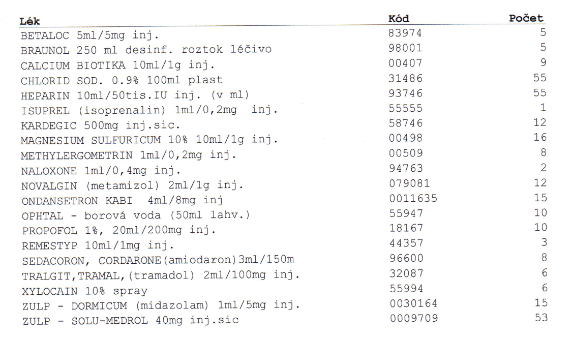 Lék Kód Počet
BETALOC 5ml/5mg inj. 83974 5
BRAUNOL 250 ml desinf. roztok léčivo 98001 5
CALCIUM BIOTIKA 10ml/1g inj. 00407 9
CHLORID SOD. 0.9% 100ml plast 31486 55
HEPARIN 10ml/50tis.IU inj. (v ml) 93746 55
ISUPREL (isoprenalin) 1ml/0,2mg inj. 55555 1
KARDEGIC 500mg inj.sic. 58746 12
MAGNESIUM SULFURICUM 10% 10ml/1g inj. 00498 16
METHYLERGOMETRIN 1ml/0,2mg inj. 00509 8
NALOXONE 1ml/0,4mg inj. 94763 2
NOVALGIN (metamizol) 2ml/1g inj. 079081 12
ONDANSETRON KABI 4ml/8mg inj 0011635 15
OPHTAL - borová voda (50ml lahv.) 55947 10
PROPOFOL 1%, 20ml/200mg inj. 18167 10
REMESTYP 10ml/1mg inj. 44357 3
SEDACORON, CORDARONE(amiodaron)3ml/150m 96600 8
TRALGIT,TRAMAL,(tramadol) 2ml/100mg inj. 32087 6
XYLOCAIN 10% spray 55994 6
ZULP - DORMICUM (midazolam) 1ml/5mg inj. 0030164 15
ZULP - SOLU-MEDROL 40mg inj.sic 0009709 53